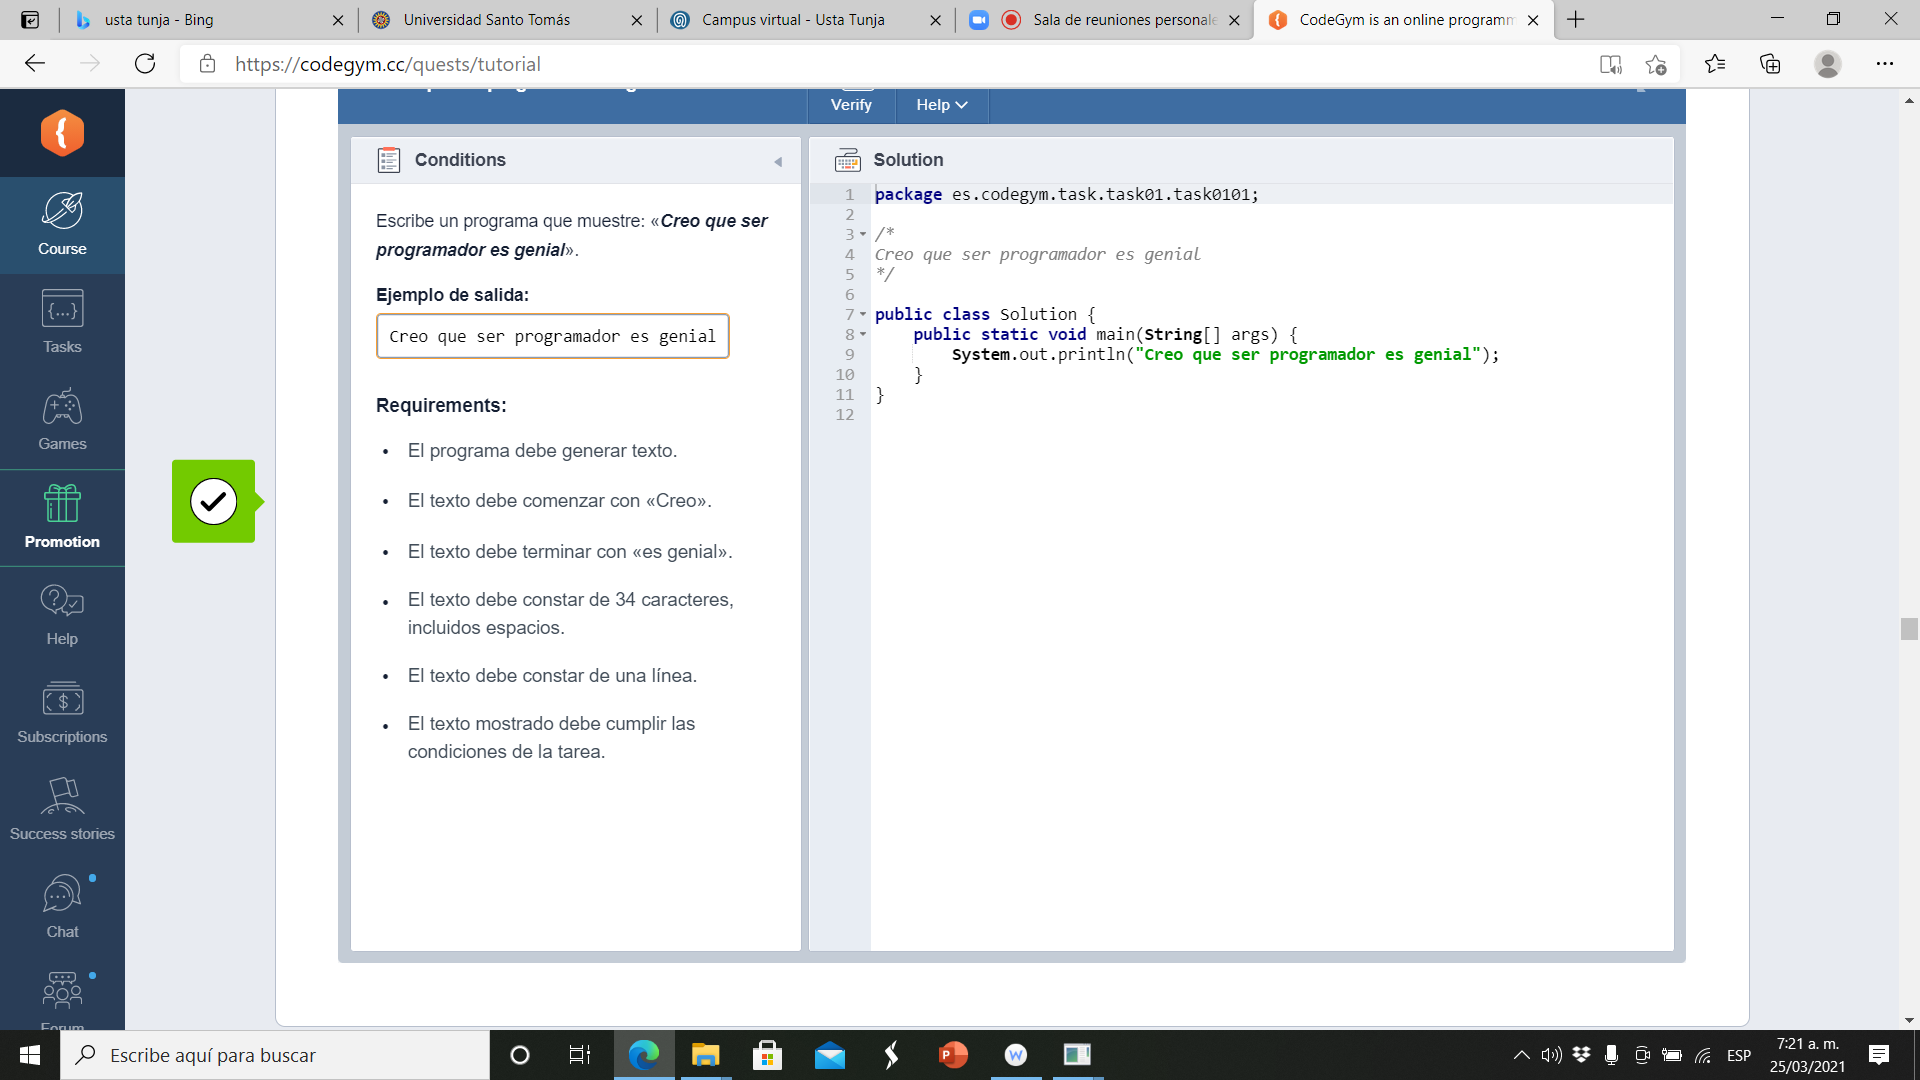 usta tunja - Bing
Universidad Santo Tomás
Campus virtual - Usta Tunja
Sala de reuniones personale
CodeGym is an online programm
https://codegym.cc/quests/tutorial
Verify
Help
Course
Tasks
Games
Promotion
Help
Subscriptions
Success stories
Chat
Forum
Conditions
Escribe un programa que muestre: «Creo que ser
programador es genial».
Ejemplo de salida:
Creo que ser programador es genial
Requirements:
• El programa debe generar texto.
• El texto debe comenzar con «Creo».
• El texto debe terminar con «es genial».
• El texto debe constar de 34 caracteres,
incluidos espacios.
• El texto debe constar de una línea.
• El texto mostrado debe cumplir las
condiciones de la tarea.
Solution
1 package es.codegym.task.task01.task0101;
2
3 /*
4 Creo que ser programador es genial
5 */
6
7 public class Solution {
8 public static void main(String[] args) {
9 System.out.println("Creo que ser programador es genial");
10 }
11 }
12
Escribe aquí para buscar
ESP
7:21 a. m.
25/03/2021